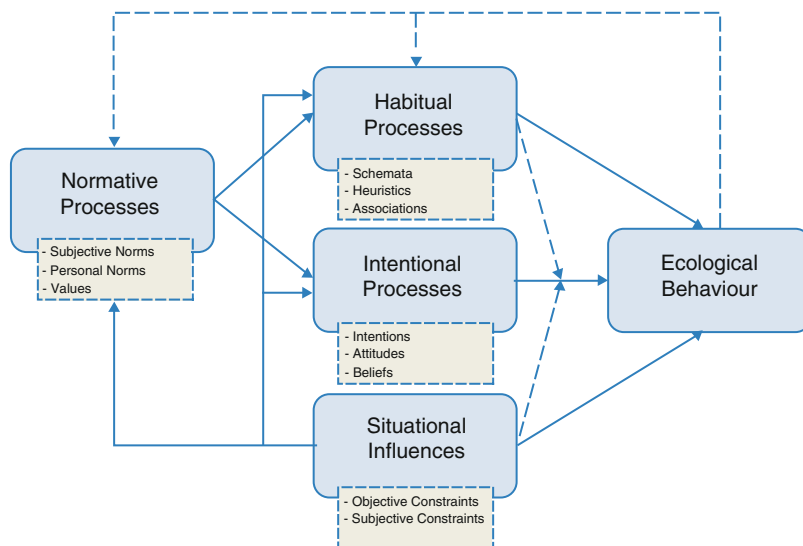 Habitual
Processes
- Schemata
- Heuristics
- Associations
Normative
Processes
- Subjective Norms
- Personal Norms
- Values
Intentional
Processes
- Intentions
- Attitudes
- Beliefs
Ecological
Behaviour
Situational
Influences
- Objective Constraints
- Subjective Constraints